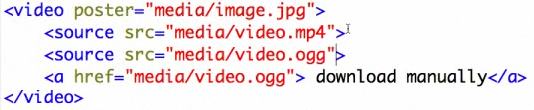 <video poster="media/image.jpg">
<source src="media/video.mp4">
<source src="media/video.ogg">
<a href="media/video.ogg"> download manually</a>
</video>